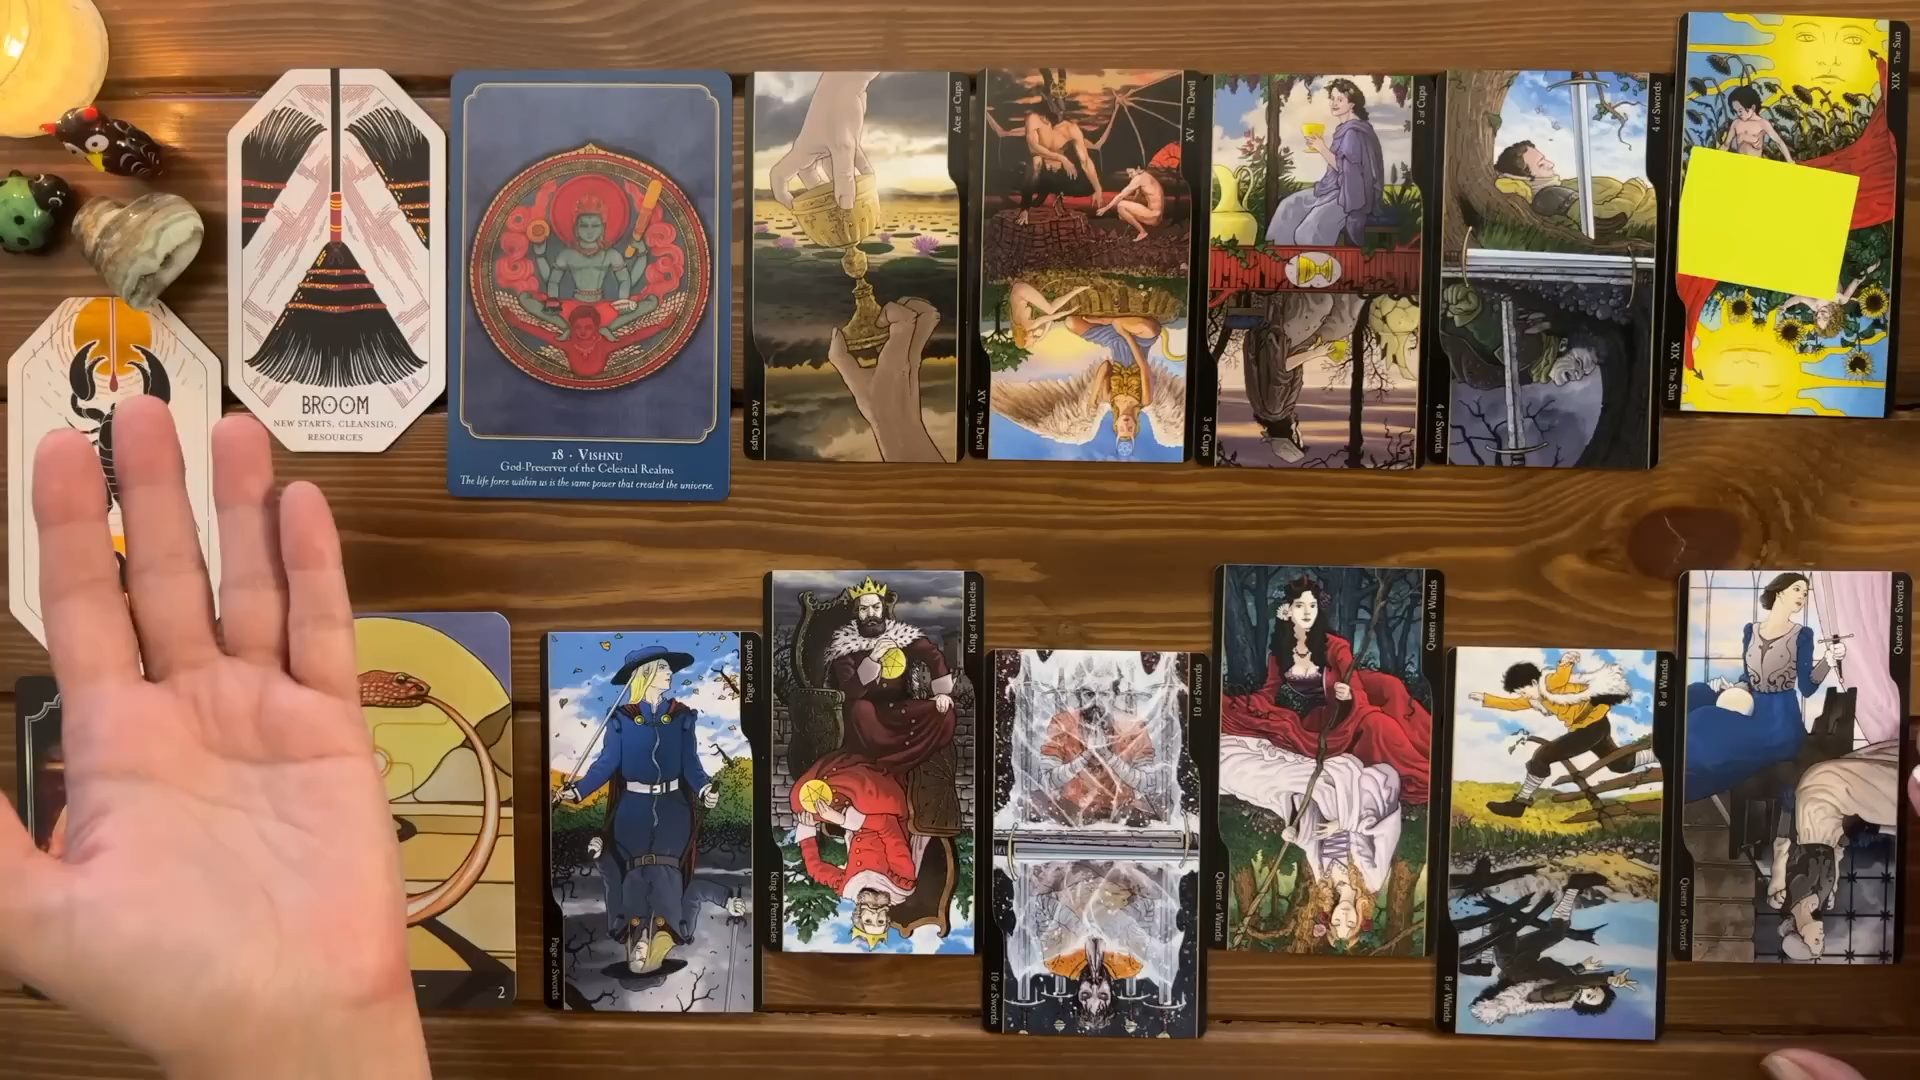 BROOM
NEW STARTS, CLEANSING,
RESOURCES
18 · VISHNU
God-Preserver of the Celestial Realms
The life force within us is the same power that created the universe.
Ace of Cups
Ace of Cups
XV The Devil
XV The Devil
3 of Cups
3 of Cups
4 of Swords
4 of Swords
XIX The Sun
XIX The Sun
2
Page of Swords
Page of Swords
King of Pentacles
King of Pentacles
10 of Swords
10 of Swords
Queen of Wands
Queen of Wands
8 of Wands
8 of Wands
Queen of Swords
Queen of Swords